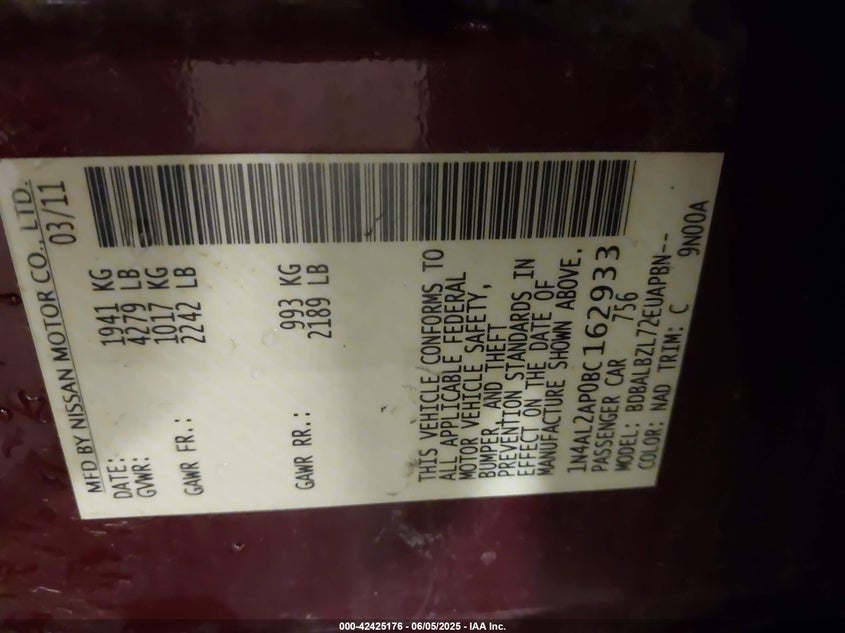 MFD BY NISSAN MOTOR CO., LTD.
DATE: 03/11
GVWR: 1941 KG
4279 LB
GAWR FR.: 1017 KG
2242 LB
GAWR RR.: 993 KG
2189 LB
THIS VEHICLE CONFORMS TO
ALL APPLICABLE FEDERAL
MOTOR VEHICLE SAFETY,
BUMPER, AND THEFT
PREVENTION STANDARDS IN
EFFECT ON THE DATE OF
MANUFACTURE SHOWN ABOVE.
1N4AL2AP0BC162933
PASSENGER CAR 756
MODEL: BDBALBZL72EUAPBN--
COLOR: NAD TRIM: C 9N00A
000-42425176 - 06/05/2025 - IAA Inc.